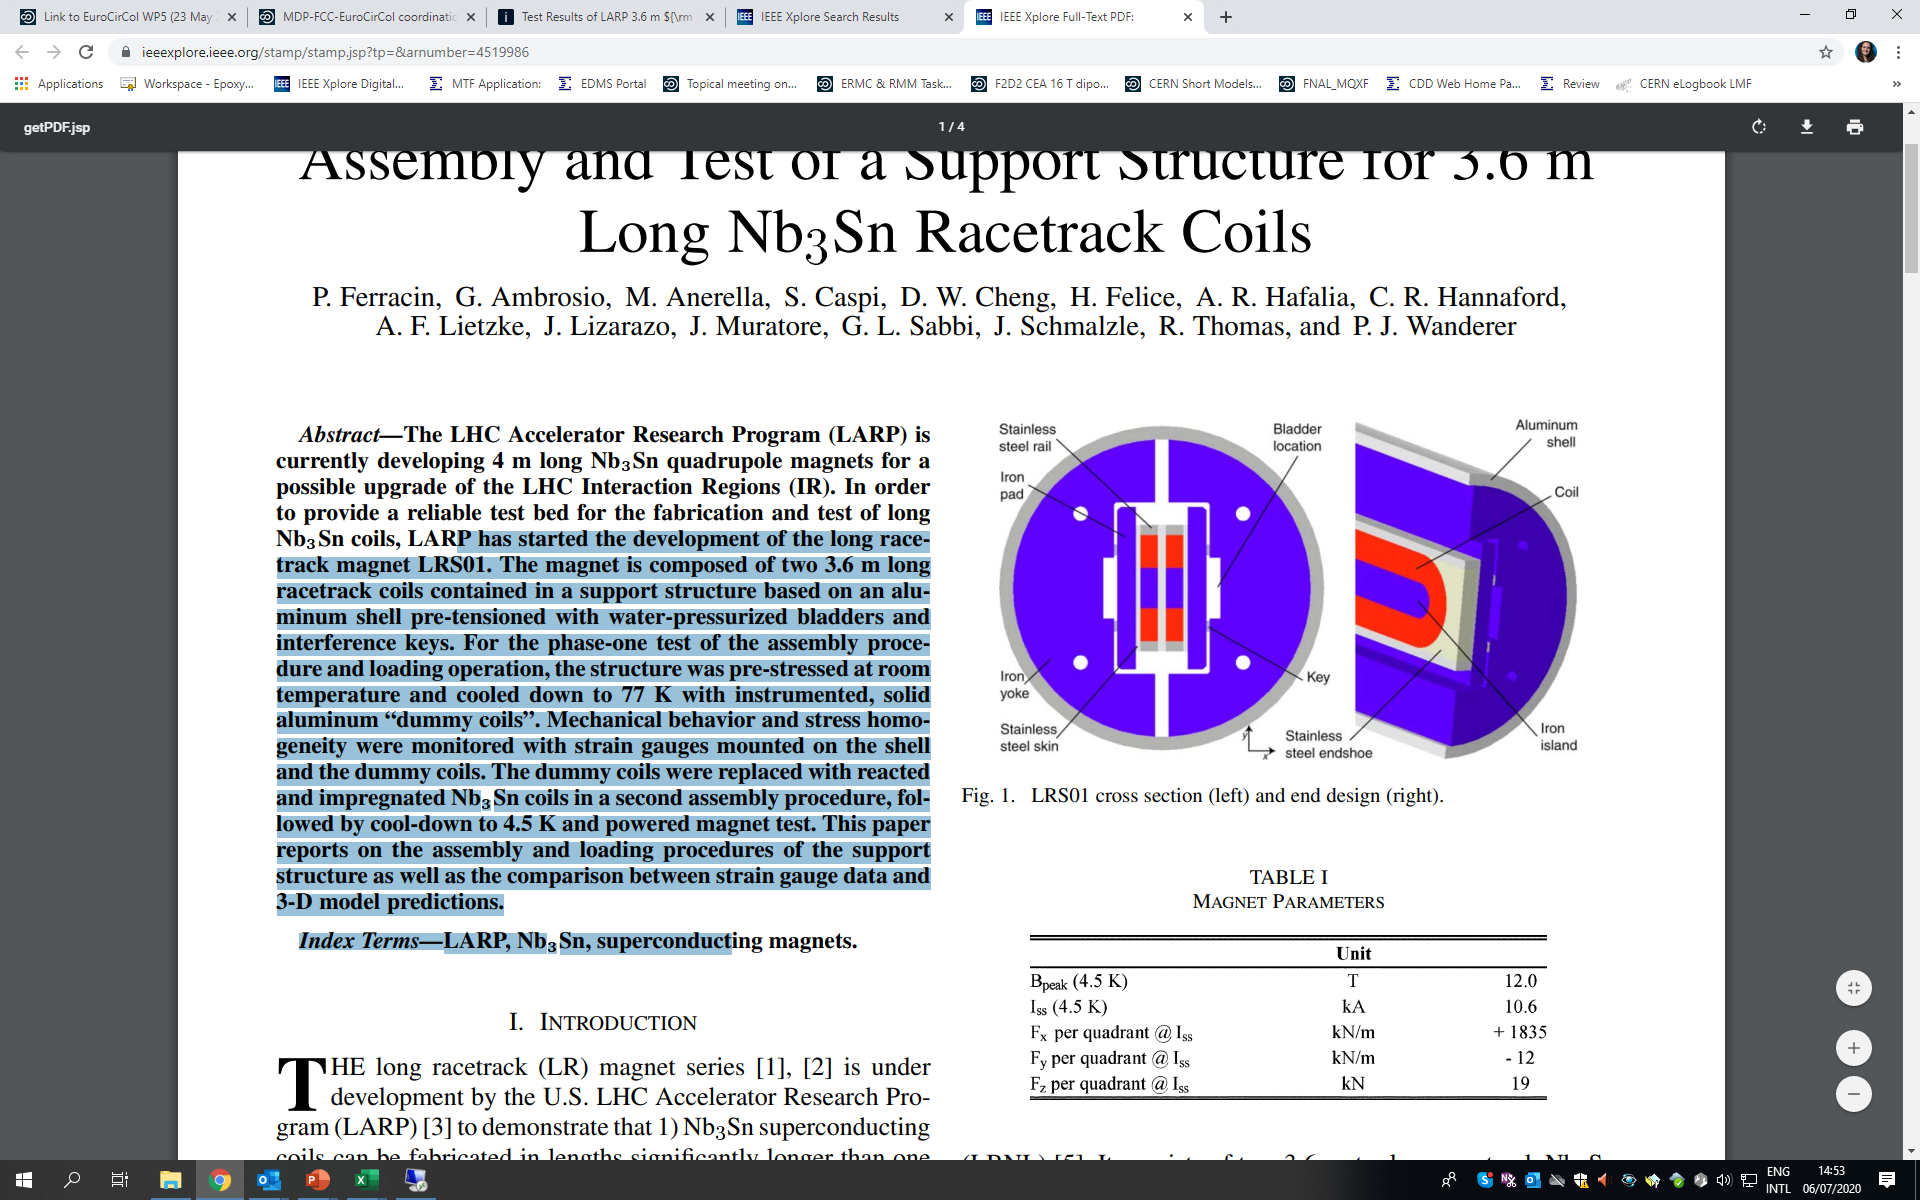 Link to EuroCirCol WP5 (23 May
MDP-FCC-EuroCirCol coordinatio
Test Results of LARP 3.6 m ${\rm
IEEE Xplore Search Results
IEEE Xplore Full-Text PDF:
ieeexplore.ieee.org/stamp/stamp.jsp?tp=&arnumber=4519986
Applications
Workspace - Epoxy...
IEEE Xplore Digital...
MTF Application:
EDMS Portal
Topical meeting on...
ERMC & RMM Task...
F2D2 CEA 16 T dipo...
CERN Short Models...
FNAL_MQXF
CDD Web Home Pa...
Review
CERN eLogbook LMF
getPDF.jsp
1 / 4
Assembly and Test of a Support Structure for 3.6 m
Long Nb3Sn Racetrack Coils
P. Ferracin, G. Ambrosio, M. Anerella, S. Caspi, D. W. Cheng, H. Felice, A. R. Hafalia, C. R. Hannaford,
A. F. Lietzke, J. Lizarazo, J. Muratore, G. L. Sabbi, J. Schmalzle, R. Thomas, and P. J. Wanderer
Abstract—The LHC Accelerator Research Program (LARP) is
currently developing 4 m long Nb3Sn quadrupole magnets for a
possible upgrade of the LHC Interaction Regions (IR). In order
to provide a reliable test bed for the fabrication and test of long
Nb3Sn coils, LARP has started the development of the long race-
track magnet LRS01. The magnet is composed of two 3.6 m long
racetrack coils contained in a support structure based on an alu-
minum shell pre-tensioned with water-pressurized bladders and
interference keys. For the phase-one test of the assembly proce-
dure and loading operation, the structure was pre-stressed at room
temperature and cooled down to 77 K with instrumented, solid
aluminum “dummy coils”. Mechanical behavior and stress homo-
geneity were monitored with strain gauges mounted on the shell
and the dummy coils. The dummy coils were replaced with reacted
and impregnated Nb3Sn coils in a second assembly procedure, fol-
lowed by cool-down to 4.5 K and powered magnet test. This paper
reports on the assembly and loading procedures of the support
structure as well as the comparison between strain gauge data and
3-D model predictions.
Index Terms—LARP, Nb3Sn, superconducting magnets.
I. INTRODUCTION
THE long racetrack (LR) magnet series [1], [2] is under
development by the U.S. LHC Accelerator Research Pro-
gram (LARP) [3] to demonstrate that 1) Nb3Sn superconducting
coils can be fabricated in lengths significantly longer than one
Stainless
steel rail
Iron
pad
Iron
yoke
Stainless
steel skin
Bladder
location
Key
y
x
Stainless
steel endshoe
Aluminum
shell
Coil
Iron
island
Fig. 1. LRS01 cross section (left) and end design (right).
TABLE I
MAGNET PARAMETERS
Unit
Bpeak (4.5 K) T 12.0
Iss (4.5 K) kA 10.6
Fx per quadrant @ Iss kN/m + 1835
Fy per quadrant @ Iss kN/m - 12
Fz per quadrant @ Iss kN 19
ENG
INTL
14:53
06/07/2020